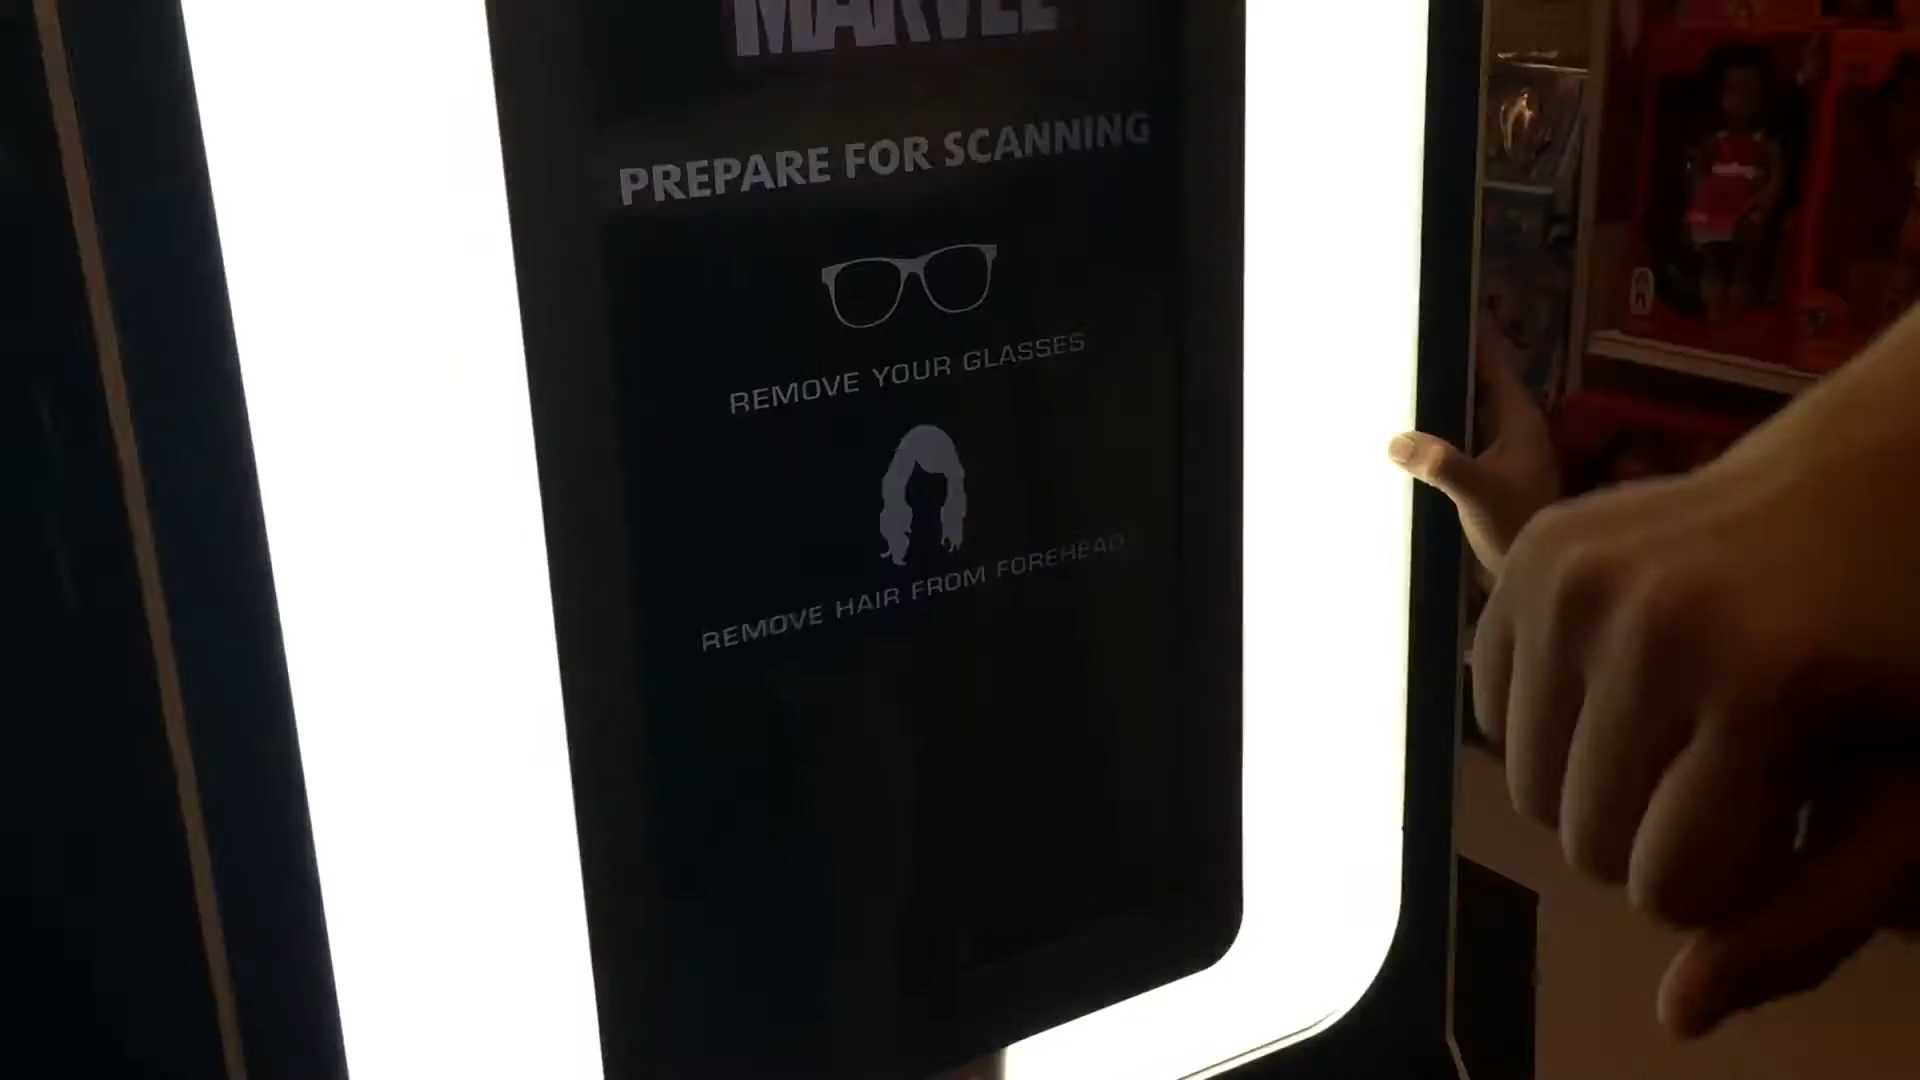 MARVEL
PREPARE FOR SCANNING
REMOVE YOUR GLASSES
REMOVE HAIR FROM FOREHEAD